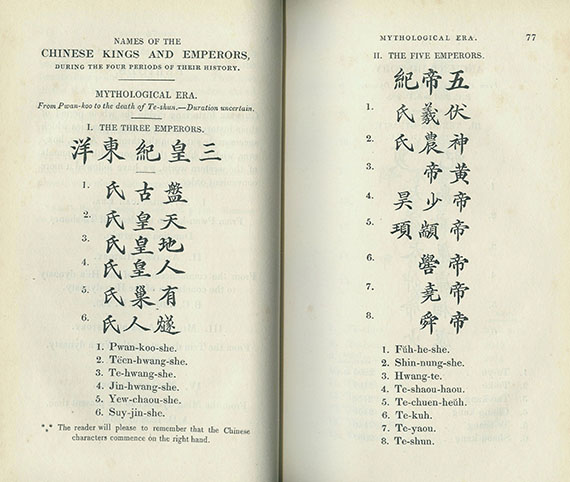 NAMES OF THE
CHINESE KINGS AND EMPERORS,
DURING THE FOUR PERIODS OF THEIR HISTORY.
MYTHOLOGICAL ERA.
From Pwan-koo to the death of Te-shun.—Duration uncertain.
I. THE THREE EMPERORS.
三皇紀東洋
1. 盤古氏
2. 天皇氏
3. 地皇氏
4. 人皇氏
5. 有巢氏
6. 燧人氏
1. Pwan-koo-she.
2. Tëen-hwang-she.
3. Te-hwang-she.
4. Jin-hwang-she.
5. Yew-chaou-she.
6. Suy-jin-she.
*** The reader will please to remember that the Chinese
characters commence on the right hand.
MYTHOLOGICAL ERA. 77
II. THE FIVE EMPERORS.
五帝紀
1. 伏羲氏
2. 神農氏
3. 黃帝
4. 帝少昊
5. 帝顓頊
6. 帝嚳
7. 帝堯
8. 帝舜
1. Fŭh-he-she.
2. Shin-nung-she.
3. Hwang-te.
4. Te-shaou-haou.
5. Te-chuen-heŭh.
6. Te-kuh.
7. Te-yaou.
8. Te-shun.